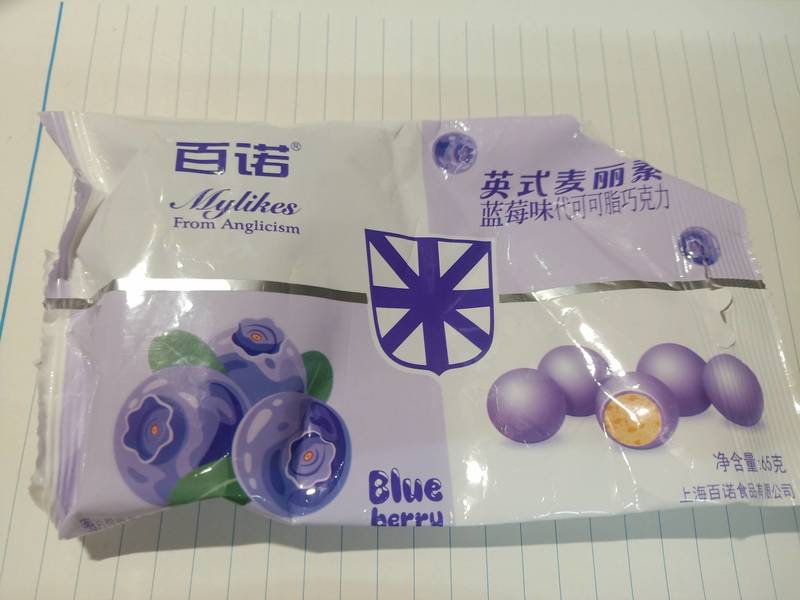 百诺®
Mylikes
From Anglicism
英式麦丽素
蓝莓味代可可脂巧克力
Blue
berry
净含量:65克
上海百诺食品有限公司